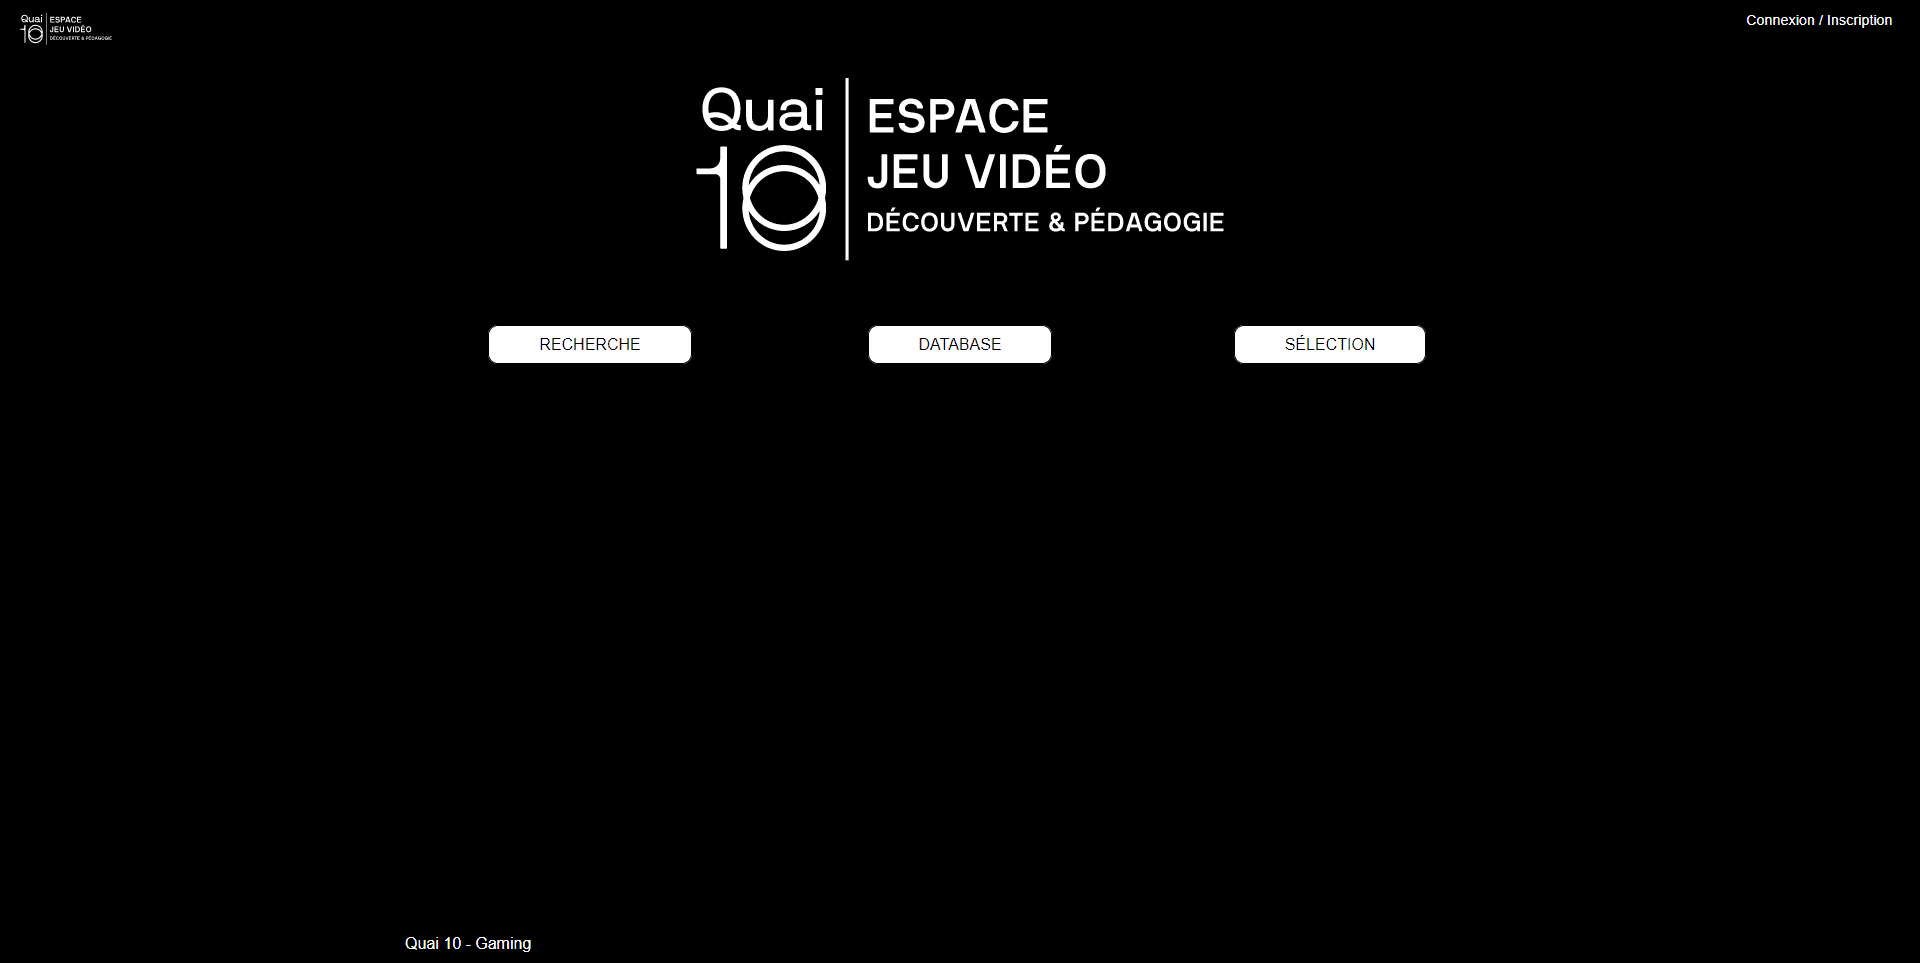 Quai
10
ESPACE
JEU VIDÉO
DÉCOUVERTE & PÉDAGOGIE
Connexion / Inscription
Quai
10
ESPACE
JEU VIDÉO
DÉCOUVERTE & PÉDAGOGIE
RECHERCHE
DATABASE
SÉLECTION
Quai 10 - Gaming